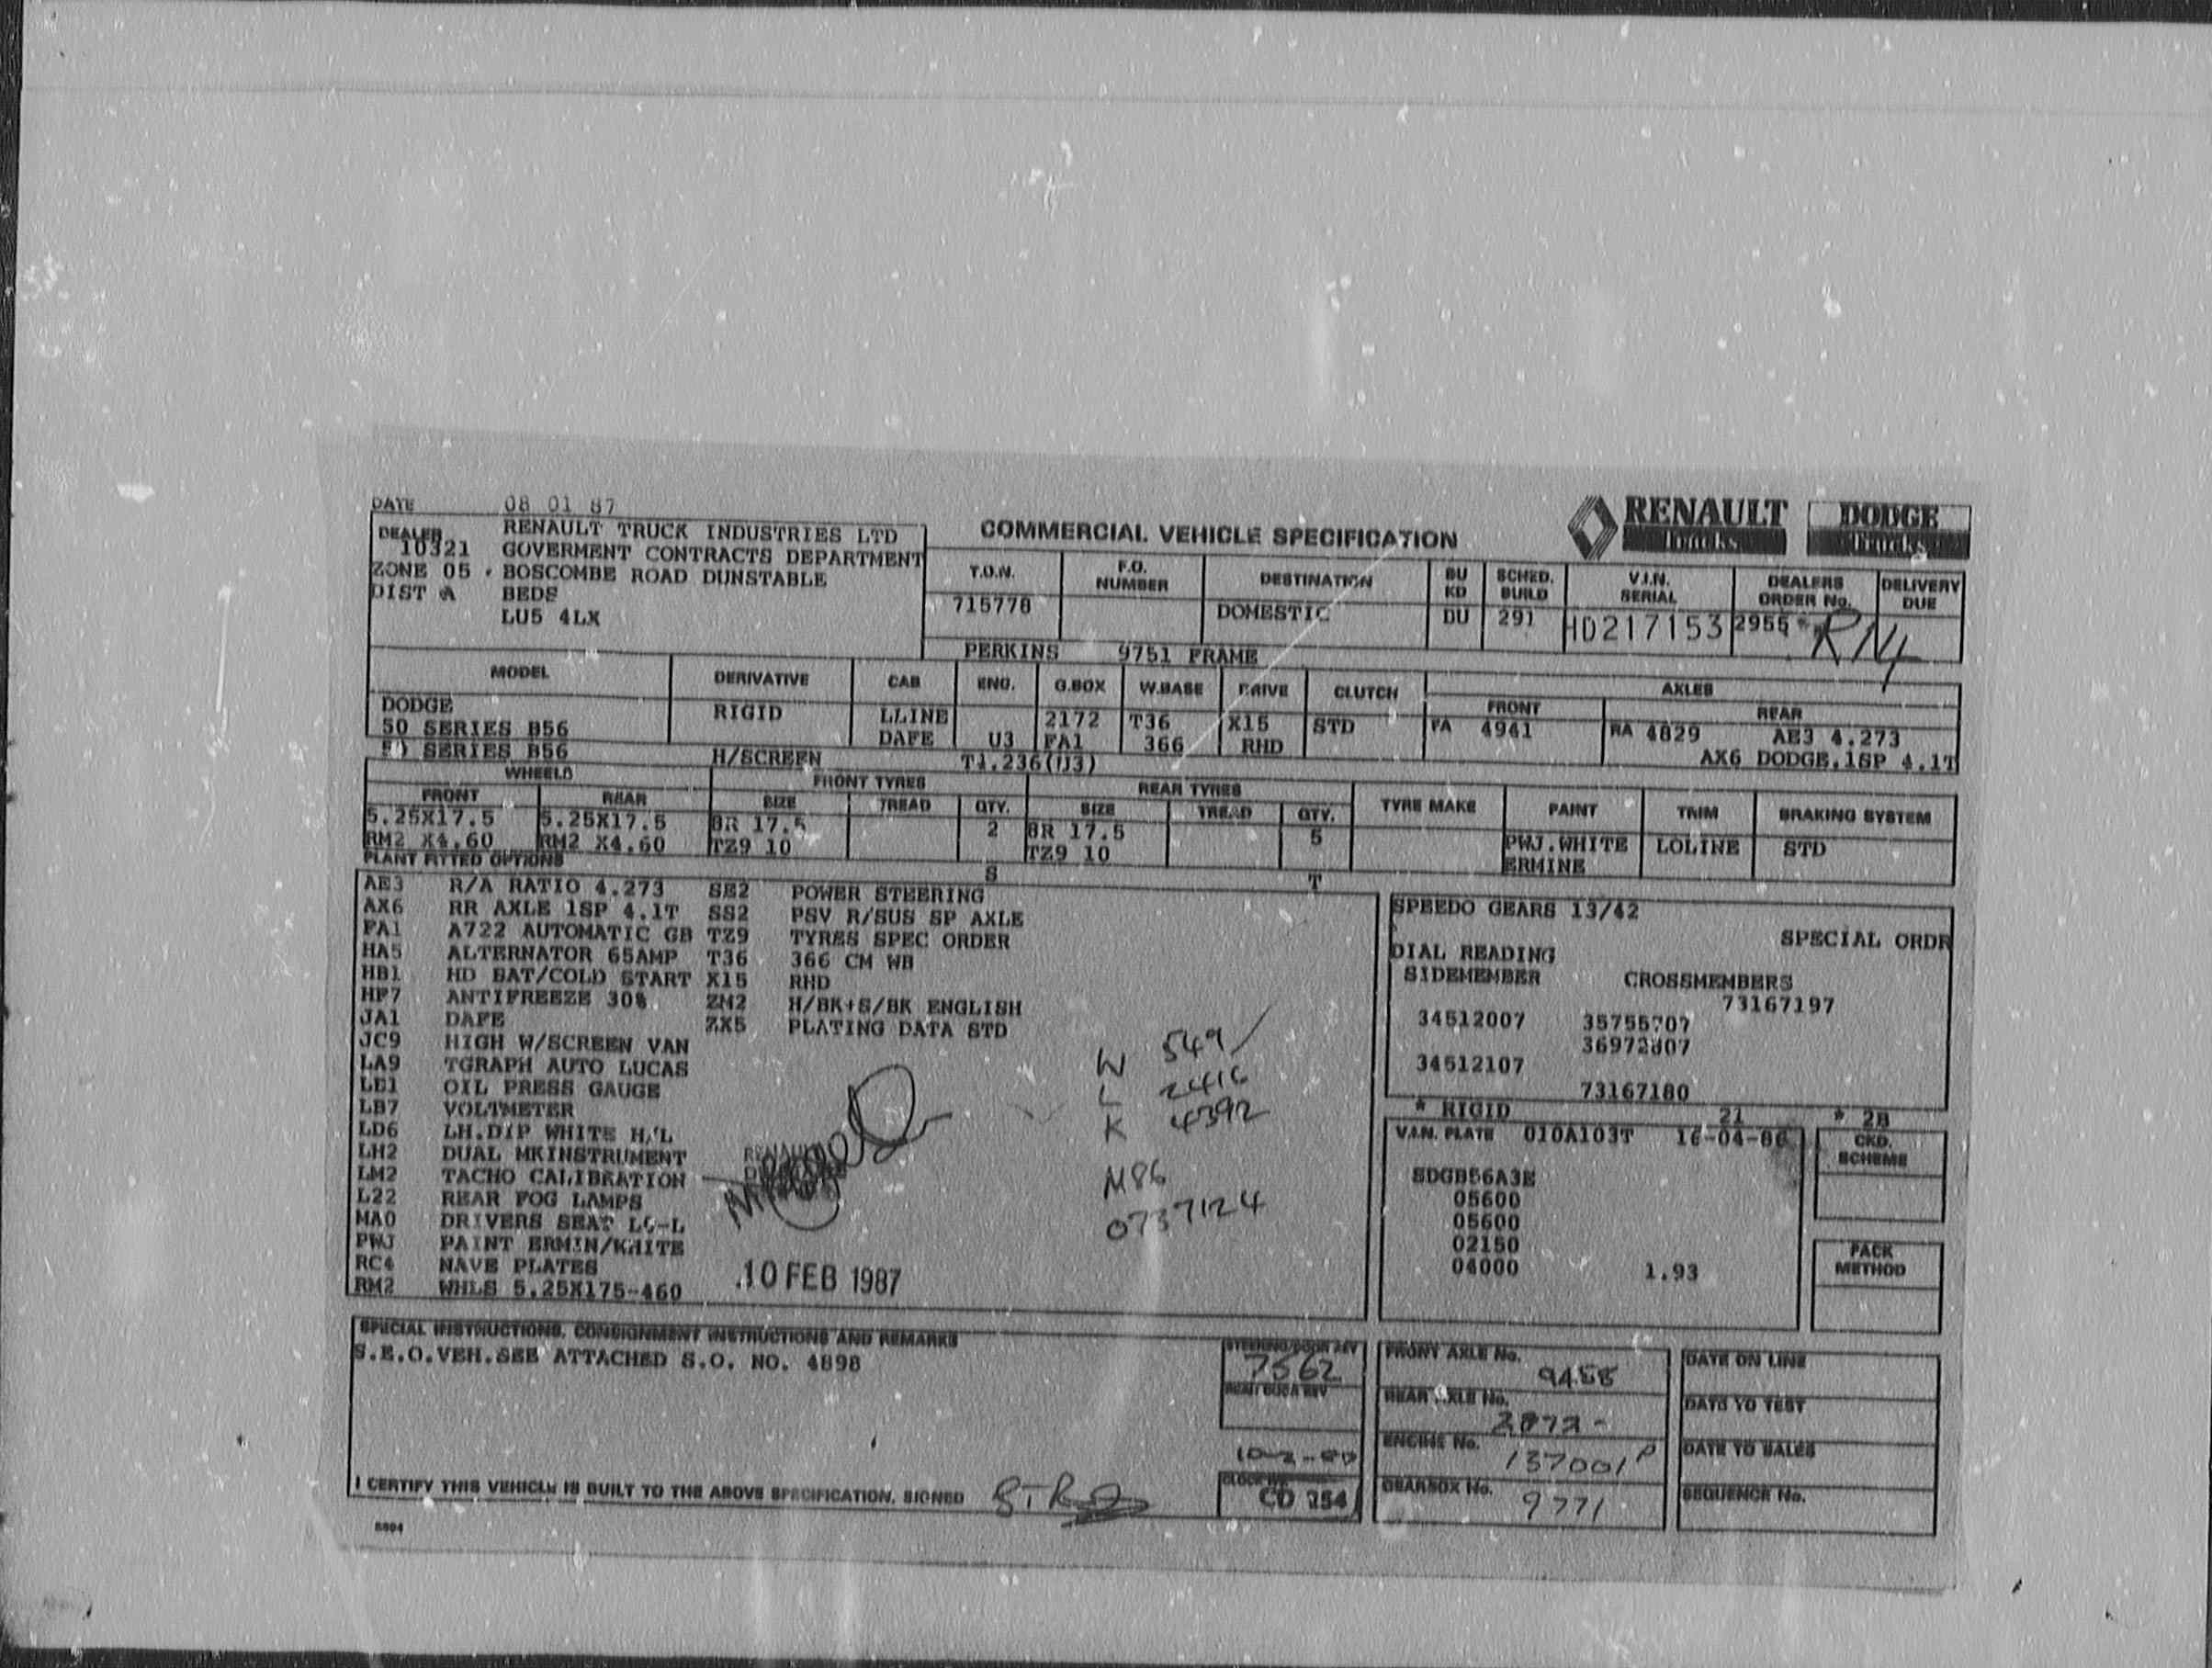 DATE 08 01 87
RENAULT DODGE
DEALER RENAULT TRUCK INDUSTRIES LTD
10321 GOVERMENT CONTRACTS DEPARTMENT
ZONE 05 BOSCOMBE ROAD DUNSTABLE
DIST A BEDS
LU5 4LX
COMMERCIAL VEHICLE SPECIFICATION
T.O.N. F.O. NUMBER DESTINATION BU KD SCHED. BUILD V.I.N. SERIAL DEALERS ORDER No. DELIVERY DUE
715778 DOMESTIC DU 291 HD217153 2955 RN4
PERKINS 9751 FRAME
MODEL DERIVATIVE CAB ENG. G.BOX W.BASE DRIVE CLUTCH AXLES
FRONT REAR
DODGE RIGID LLINE 2172 T36 X15 STD FA 4941 RA 4829 AE3 4.273
50 SERIES B56 DAFE U3 FA1 366 RHD AX6 DODGE.1SP 4.1T
50 SERIES B56 H/SCREEN T4.236(U3)
WHEELS FRONT TYRES REAR TYRES
FRONT REAR SIZE TREAD QTY. SIZE TREAD QTY. TYRE MAKE PAINT TRIM BRAKING SYSTEM
5.25X17.5 5.25X17.5 8R 17.5 2 8R 17.5 5 PWJ.WHITE LOLINE STD
RM2 X4.60 RM2 X4.60 TZ9 10 TZ9 10 ERMINE
PLANT FITTED OPTIONS S T
AE3 R/A RATIO 4.273 SE2 POWER STEERING
AX6 RR AXLE 1SP 4.1T SS2 PSV R/SUS SP AXLE
FA1 A722 AUTOMATIC GB TZ9 TYRES SPEC ORDER
HA5 ALTERNATOR 65AMP T36 366 CM WB
HB1 HD BAT/COLD START X15 RHD
HF7 ANTIFREEZE 30% ZM2 H/BK+S/BK ENGLISH
JA1 DAFE ZX5 PLATING DATA STD
JC9 HIGH W/SCREEN VAN
LA9 TGRAPH AUTO LUCAS
LE1 OIL PRESS GAUGE
LB7 VOLTMETER
LD6 LH.DIP WHITE H/L
LH2 DUAL MKINSTRUMENT
LM2 TACHO CALIBRATION
L22 REAR FOG LAMPS
MA0 DRIVERS SEAT LO-L
PWJ PAINT ERMIN/WHITE
RC4 NAVE PLATES
RM2 WHLS 5.25X175-460
W 549
L 2416
K 4392
M86
0737124
10 FEB 1987
SPEEDO GEARS 13/42
SPECIAL ORDR
DIAL READING
SIDEMEMBER CROSSMEMBERS
73167197
34512007 35755707
36972807
34512107
73167180
* RIGID 21 * 2B
V.I.N. PLATE 010A103T 16-04-86
CKD. SCHEME
SDGB56A3E
05600
05600
02150
04000 1.93
PACK METHOD
SPECIAL INSTRUCTIONS, CONSIGNMENT INSTRUCTIONS AND REMARKS
S.E.O.VEH.SEE ATTACHED S.O. NO. 4898
7562
FRONT AXLE No. 9458
REAR AXLE No. 2872-
ENGINE No. 137001P
GEARBOX No. 9771
DATE ON LINE
DATE TO TEST
DATE TO SALES
SEQUENCE No.
CD 254
I CERTIFY THIS VEHICLE IS BUILT TO THE ABOVE SPECIFICATION. SIGNED